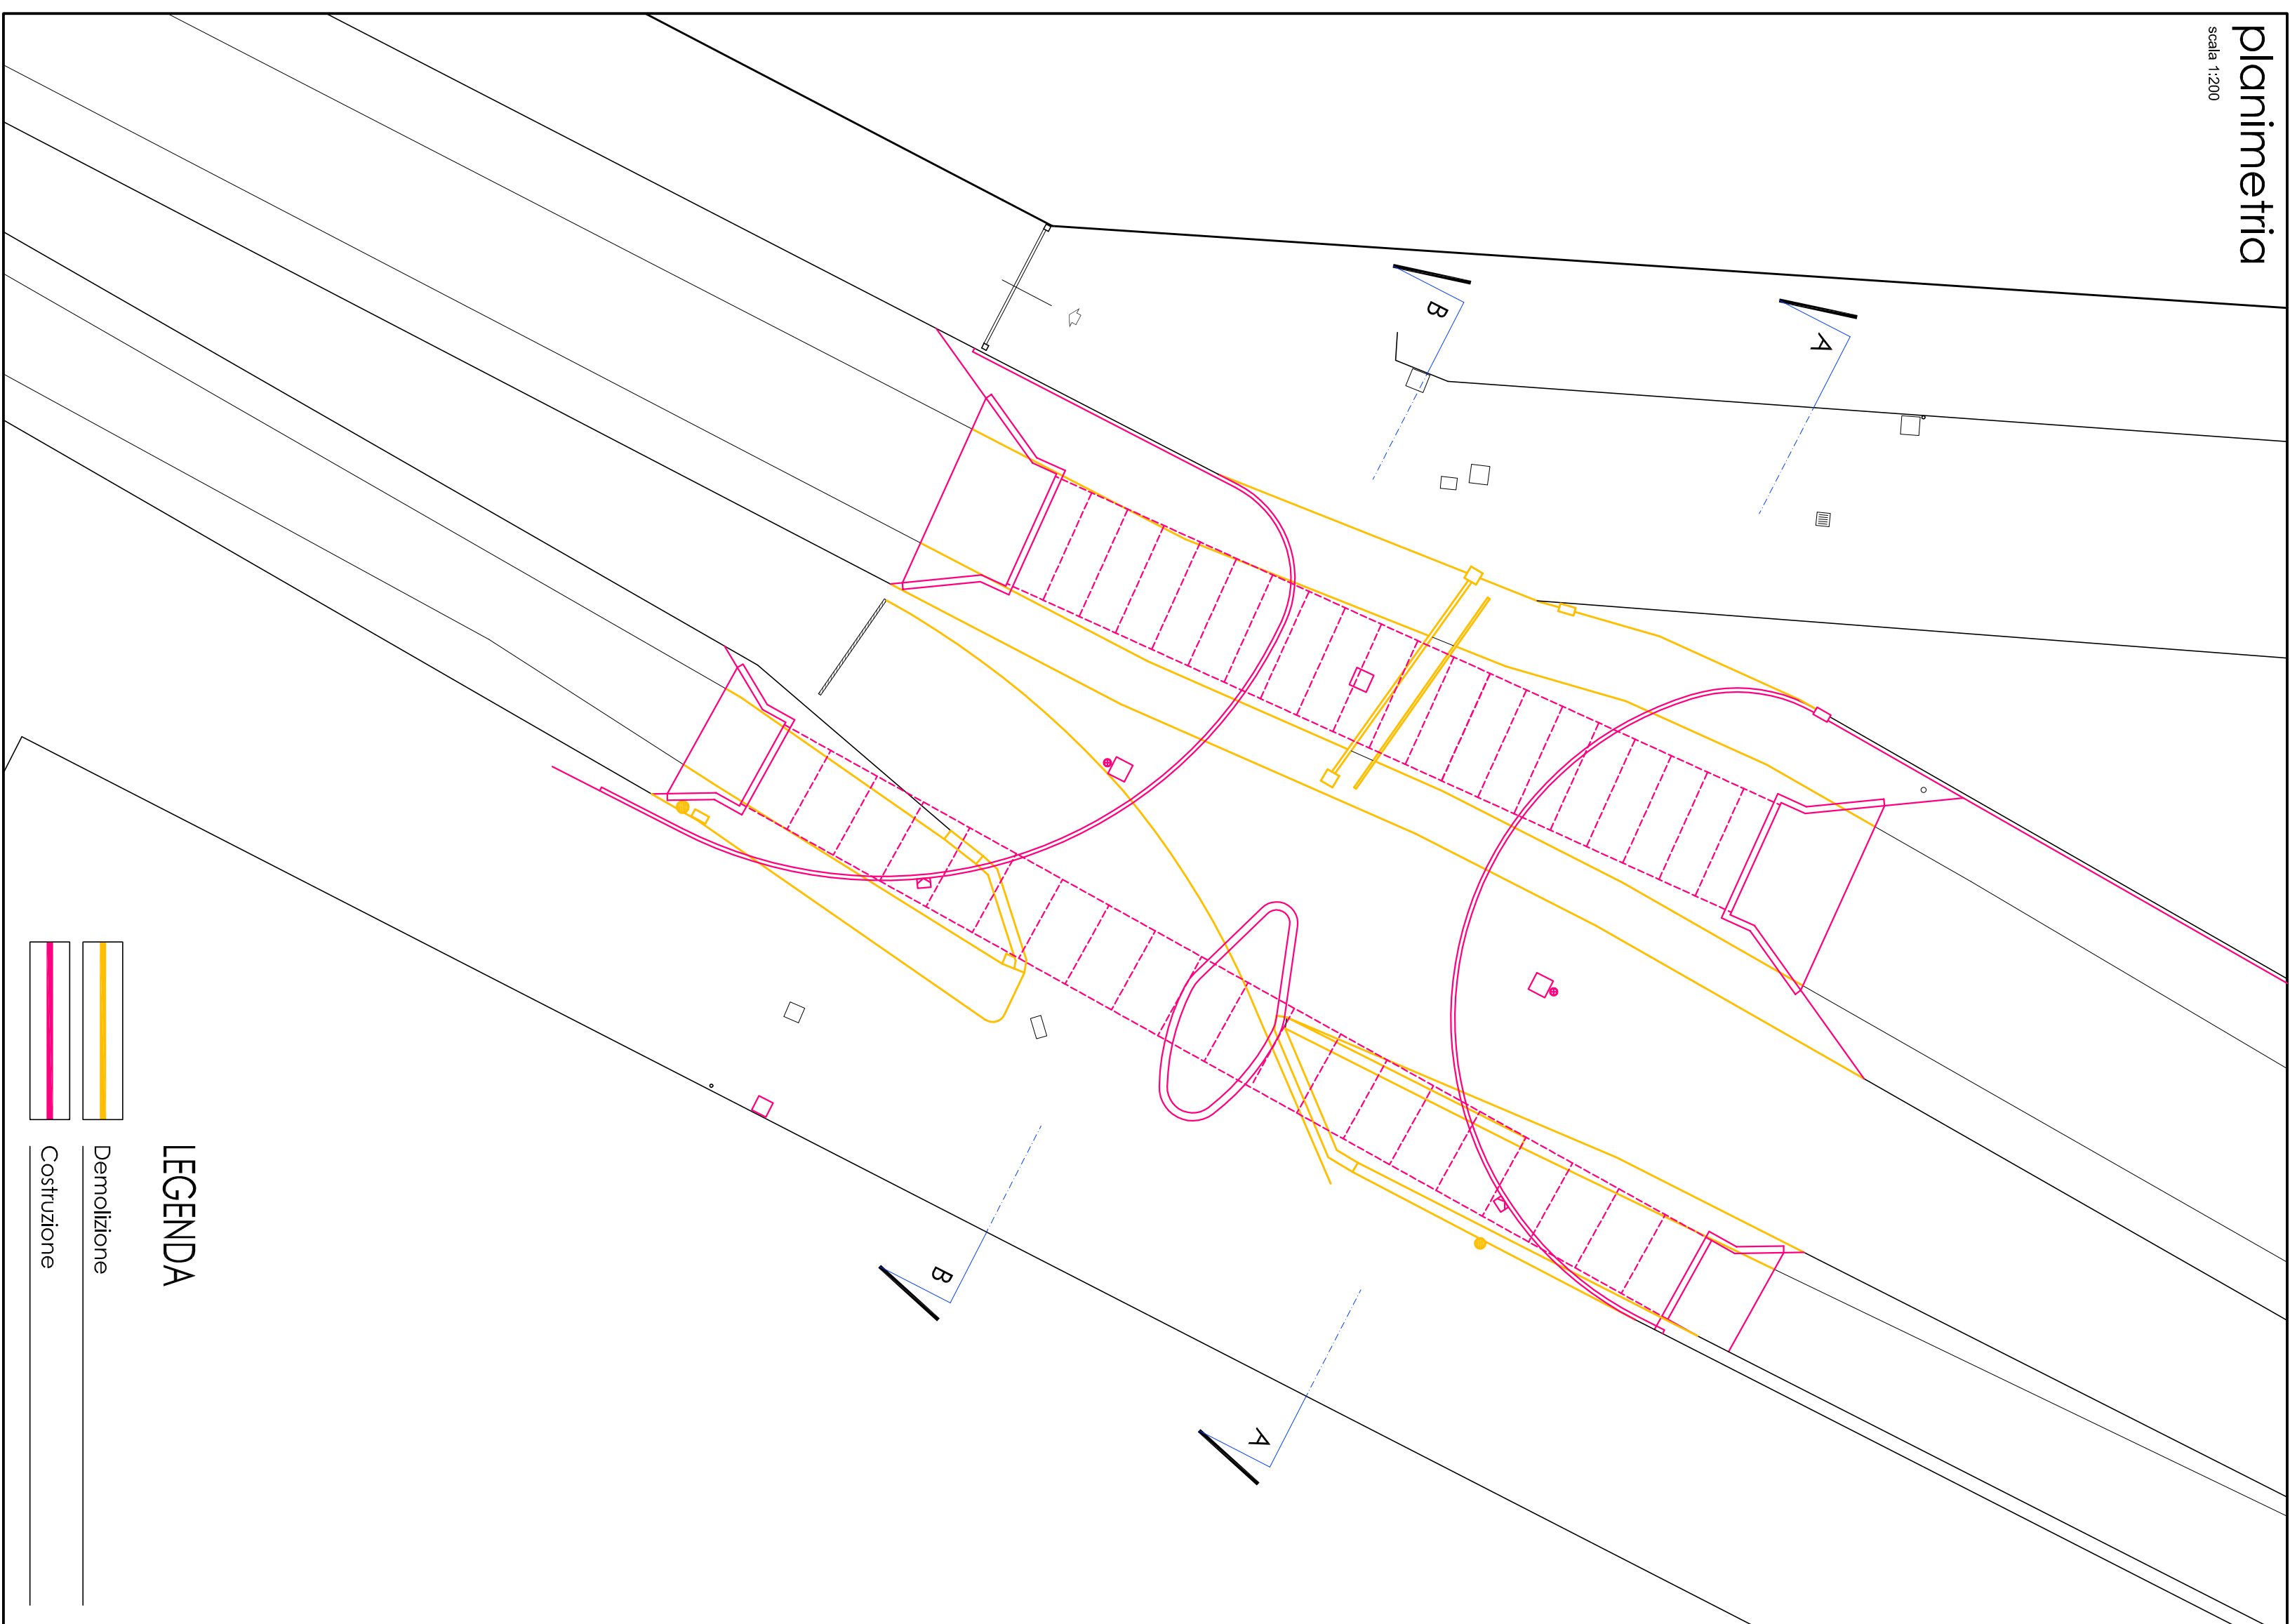 planimetria
scala 1:200
B
A
B
A
LEGENDA
Demolizione
Costruzione